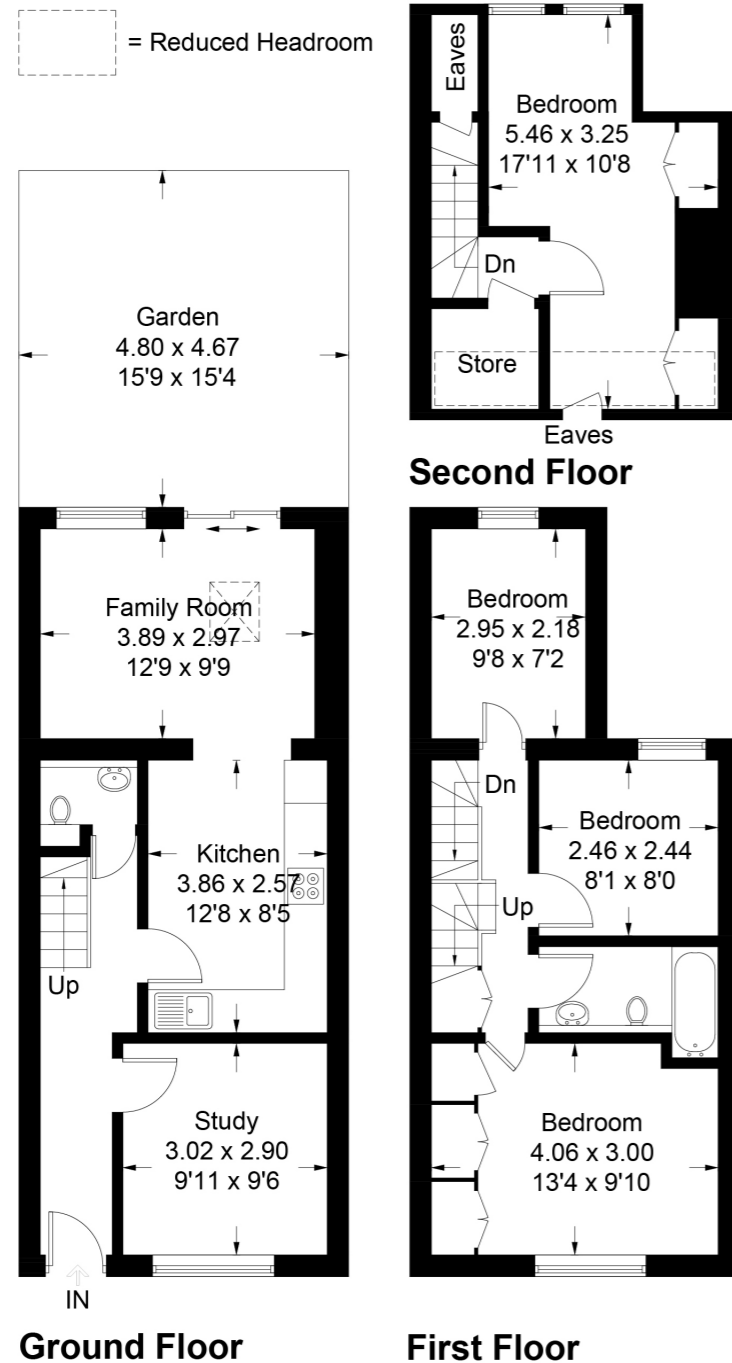 = Reduced Headroom
Garden
4.80 x 4.67
15'9 x 15'4
Family Room
3.89 x 2.97
12'9 x 9'9
Kitchen
3.86 x 2.57
12'8 x 8'5
Up
Study
3.02 x 2.90
9'11 x 9'6
IN
Ground Floor
Eaves
Bedroom
5.46 x 3.25
17'11 x 10'8
Dn
Store
Eaves
Second Floor
Bedroom
2.95 x 2.18
9'8 x 7'2
Dn
Bedroom
2.46 x 2.44
8'1 x 8'0
Up
Bedroom
4.06 x 3.00
13'4 x 9'10
First Floor